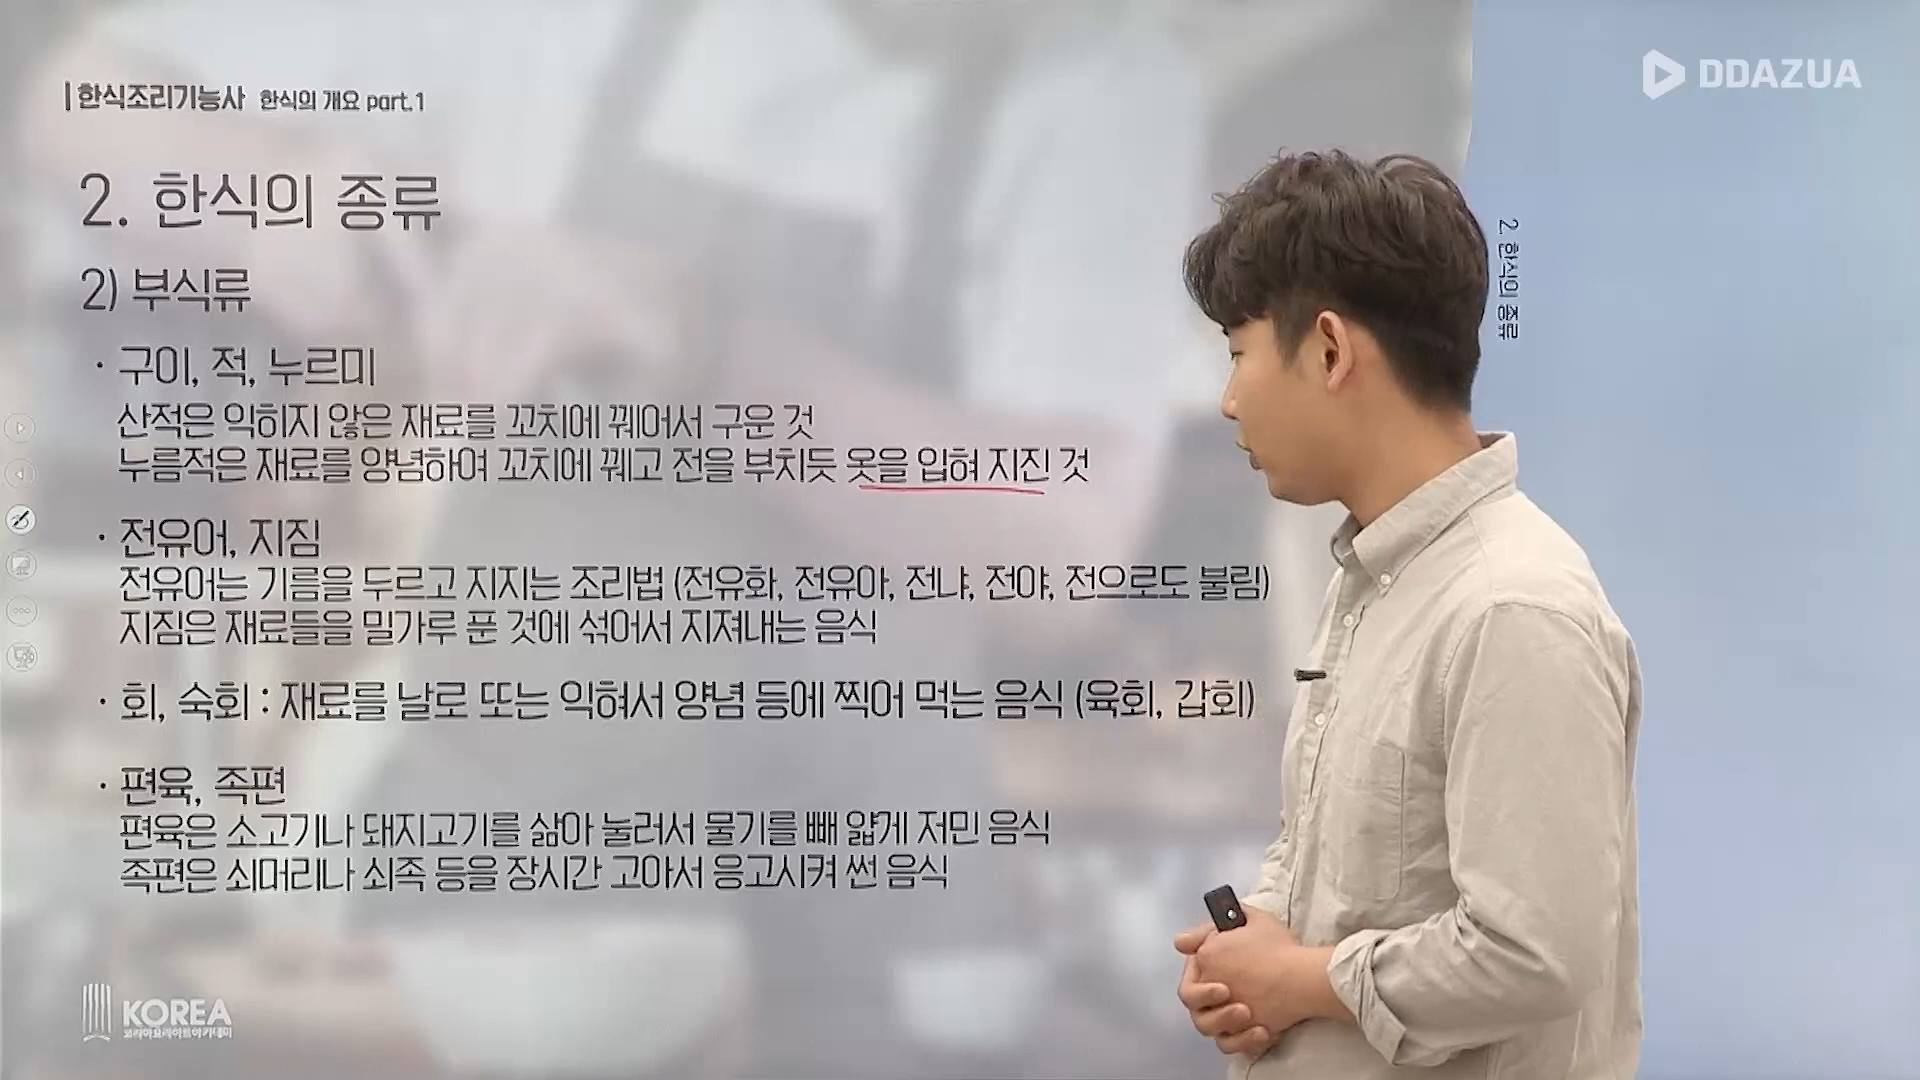 한식조리기능사 한식의 개요 part.1
DDAZUA
2. 한식의 종류
2) 부식류
· 구이, 적, 누르미
산적은 익히지 않은 재료를 꼬치에 꿰어서 구운 것
누름적은 재료를 양념하여 꼬치에 꿰고 전을 부치듯 옷을 입혀 지진 것
· 전유어, 지짐
전유어는 기름을 두르고 지지는 조리법 (전유화, 전유아, 전냐, 전야, 전으로도 불림)
지짐은 재료들을 밀가루 푼 것에 섞어서 지져내는 음식
· 회, 숙회 : 재료를 날로 또는 익혀서 양념 등에 찍어 먹는 음식 (육회, 갑회)
· 편육, 족편
편육은 소고기나 돼지고기를 삶아 눌러서 물기를 빼 얇게 저민 음식
족편은 쇠머리나 쇠족 등을 장시간 고아서 응고시켜 썬 음식
2. 한식의 종류
KOREA
코리아요리아트아카데미